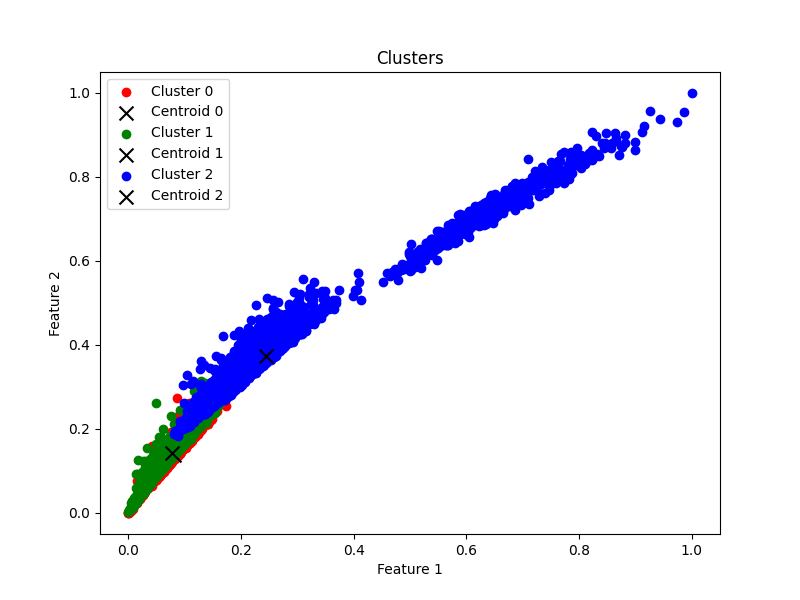 Clusters
Cluster 0
Centroid 0
Cluster 1
Centroid 1
Cluster 2
Centroid 2
1.0
0.8
0.6
0.4
0.2
0.0
Feature 2
0.0 0.2 0.4 0.6 0.8 1.0
Feature 1